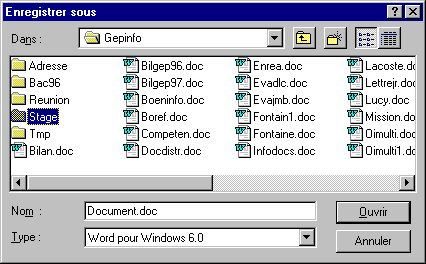 Enregistrer sous
Dans : Gepinfo
Adresse Bilgep96.doc Enrea.doc Lacoste.doc
Bac96 Bilgep97.doc Evadlc.doc Lettrejr.doc
Reunion Boeninfo.doc Evajmb.doc Lucy.doc
Stage Boref.doc Fontain1.doc Mission.doc
Tmp Competen.doc Fontaine.doc Oimulti.doc
Bilan.doc Docdistr.doc Infodocs.doc Oimulti1.doc
Nom : Document.doc Ouvrir
Type : Word pour Windows 6.0 Annuler